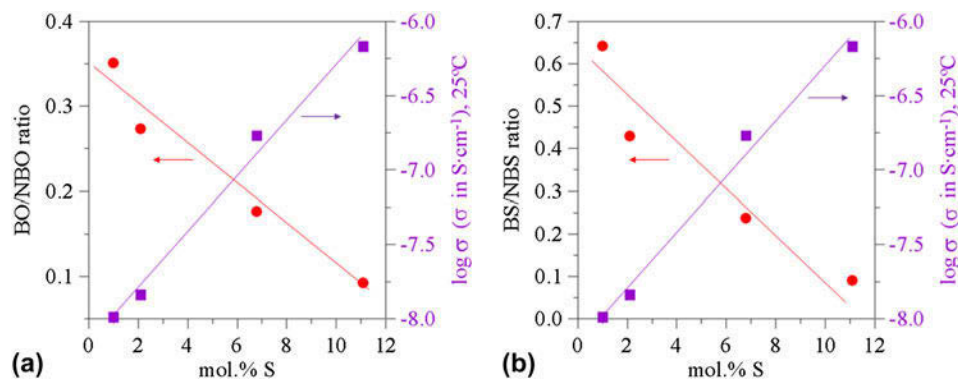 0.4
0.3
0.2
0.1
BO/NBO ratio
0 2 4 6 8 10 12
mol.% S
-6.0
-6.5
-7.0
-7.5
-8.0
log σ (σ in S·cm⁻¹), 25ºC
(a)
0.7
0.6
0.5
0.4
0.3
0.2
0.1
0.0
BS/NBS ratio
0 2 4 6 8 10 12
mol.% S
-6.0
-6.5
-7.0
-7.5
-8.0
log σ (σ in S·cm⁻¹), 25ºC
(b)